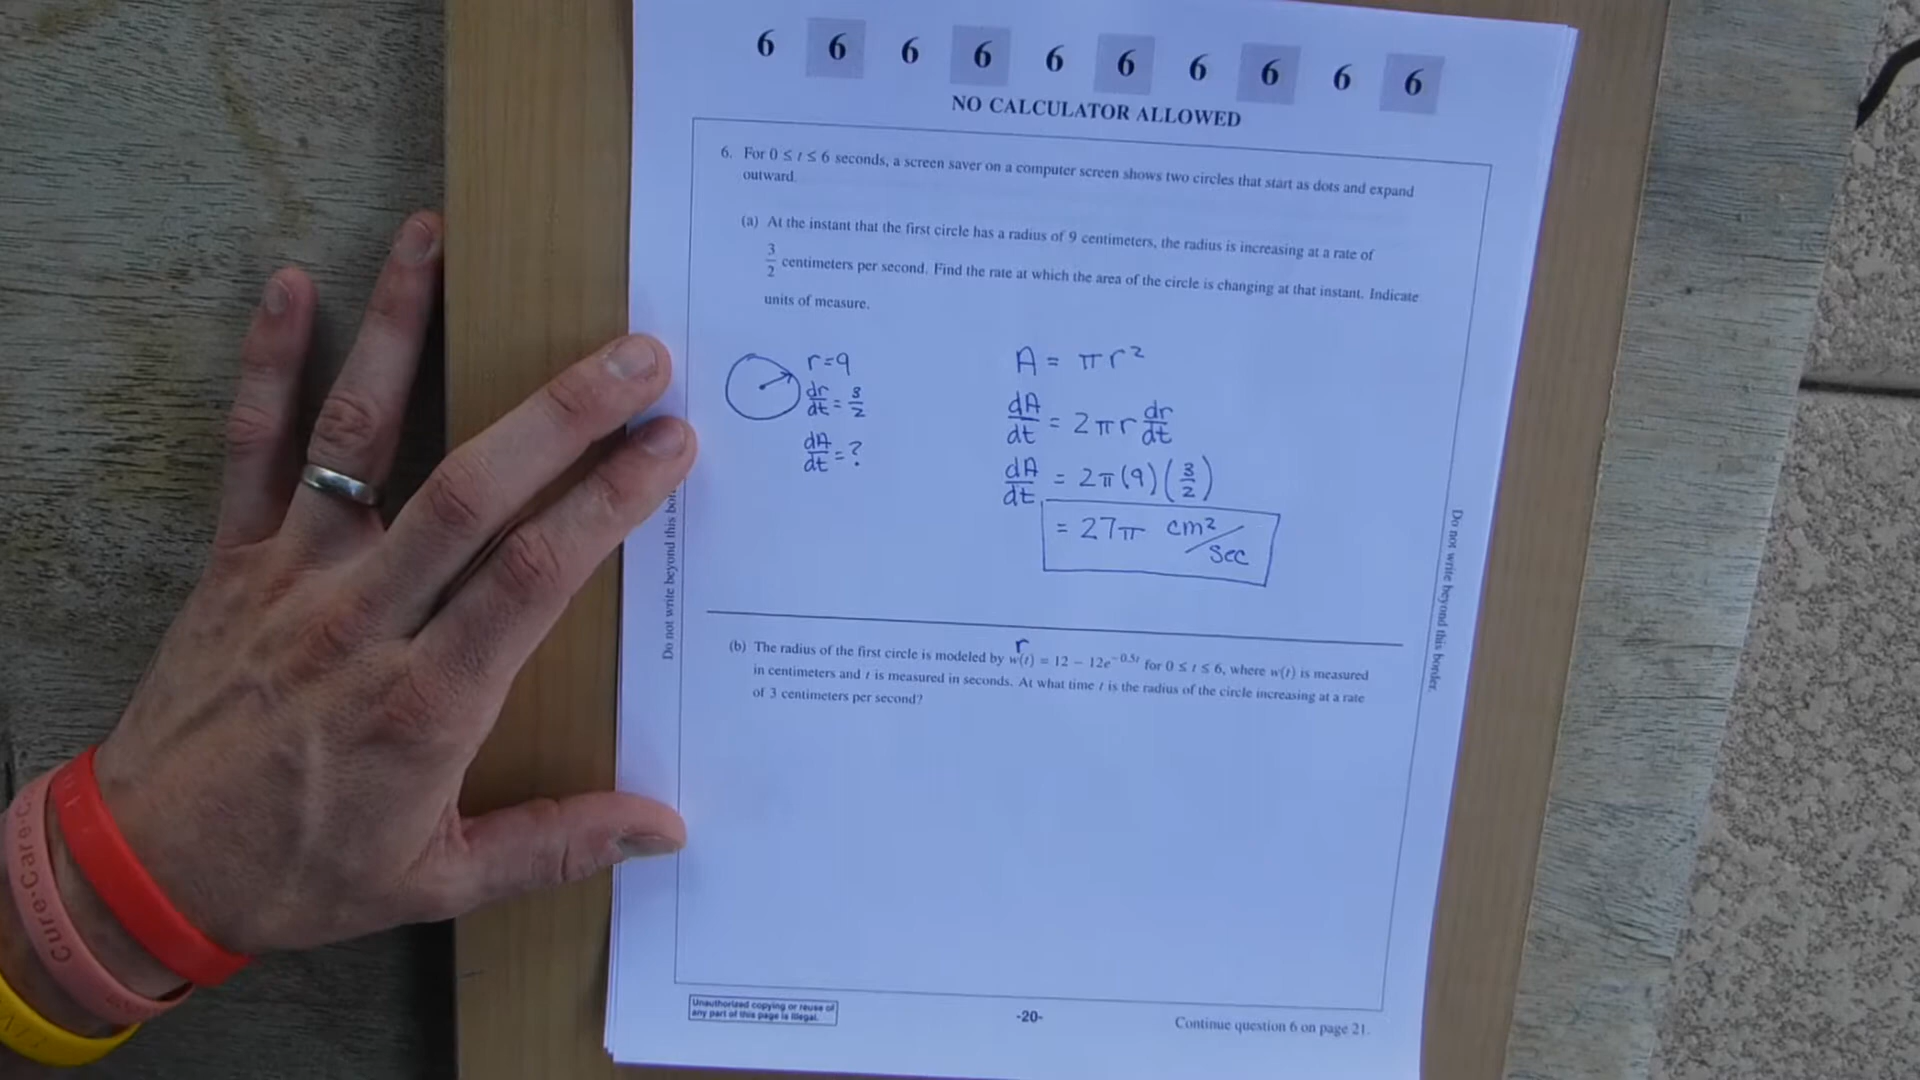 6 6 6 6 6 6 6 6 6 6
NO CALCULATOR ALLOWED
6. For 0 ≤ t ≤ 6 seconds, a screen saver on a computer screen shows two circles that start as dots and expand
outward.
(a) At the instant that the first circle has a radius of 9 centimeters, the radius is increasing at a rate of
3/2 centimeters per second. Find the rate at which the area of the circle is changing at that instant. Indicate
units of measure.
r=9
dr/dt = 3/2
dA/dt = ?
A = πr²
dA/dt = 2πr dr/dt
dA/dt = 2π(9)(3/2)
= 27π cm²/sec
r
(b) The radius of the first circle is modeled by w(t) = 12 − 12e^−0.5t for 0 ≤ t ≤ 6, where w(t) is measured
in centimeters and t is measured in seconds. At what time t is the radius of the circle increasing at a rate
of 3 centimeters per second?
Do not write beyond this bor
Do not write beyond this border.
Unauthorized copying or reuse of
any part of this page is illegal.
-20-
Continue question 6 on page 21.
Cure·Care·C